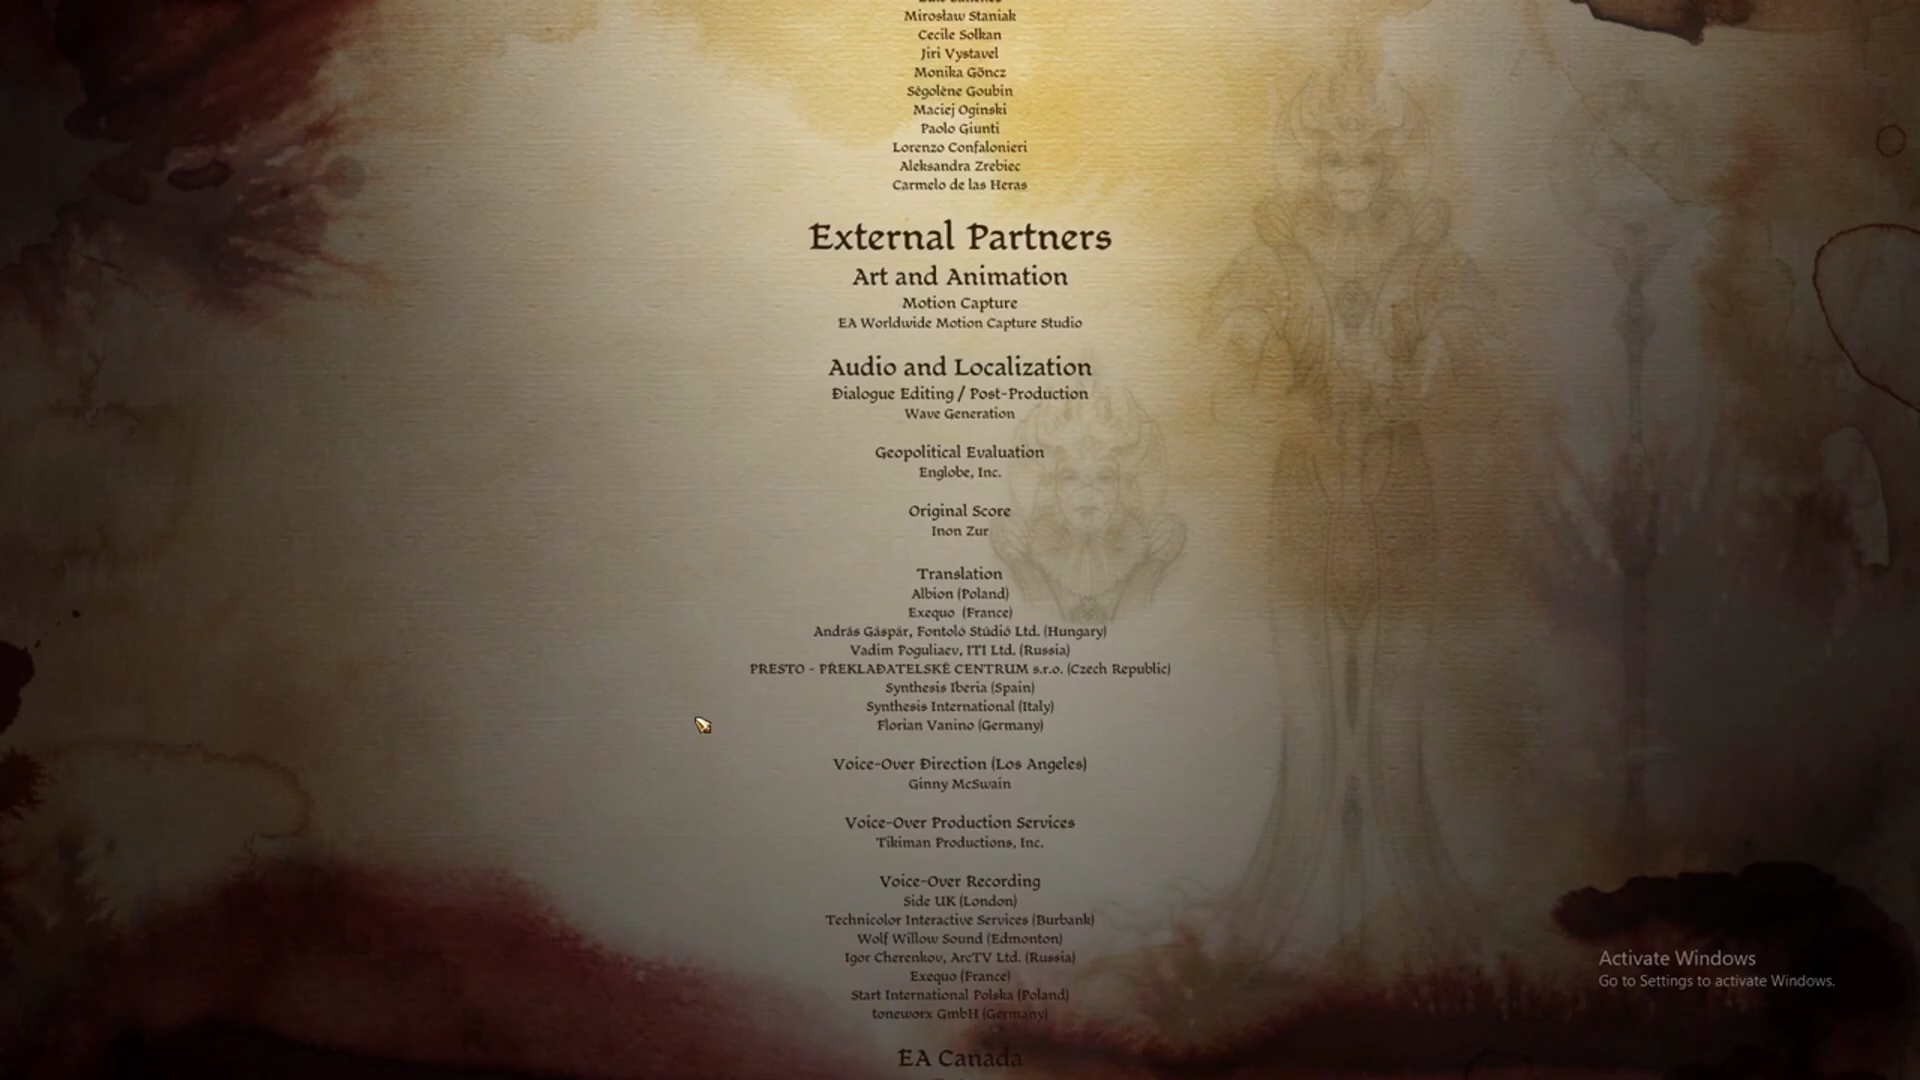 Mirosław Staniak
Cecile Solkan
Jiri Vystavel
Monika Göncz
Ségolène Goubin
Maciej Oginski
Paolo Giunti
Lorenzo Confalonieri
Aleksandra Zrebiec
Carmelo de las Heras
External Partners
Art and Animation
Motion Capture
EA Worldwide Motion Capture Studio
Audio and Localization
Dialogue Editing / Post-Production
Wave Generation
Geopolitical Evaluation
Englobe, Inc.
Original Score
Inon Zur
Translation
Albion (Poland)
Exequo (France)
András Gáspár, Fontoló Stúdió Ltd. (Hungary)
Vadim Poguliaev, ITI Ltd. (Russia)
PRESTO - PŘEKLADATELSKÉ CENTRUM s.r.o. (Czech Republic)
Synthesis Iberia (Spain)
Synthesis International (Italy)
Florian Vanino (Germany)
Voice-Over Direction (Los Angeles)
Ginny McSwain
Voice-Over Production Services
Tikiman Productions, Inc.
Voice-Over Recording
Side UK (London)
Technicolor Interactive Services (Burbank)
Wolf Willow Sound (Edmonton)
Igor Cherenkov, ArcTV Ltd. (Russia)
Exequo (France)
Start International Polska (Poland)
toneworx GmbH (Germany)
EA Canada
Activate Windows
Go to Settings to activate Windows.